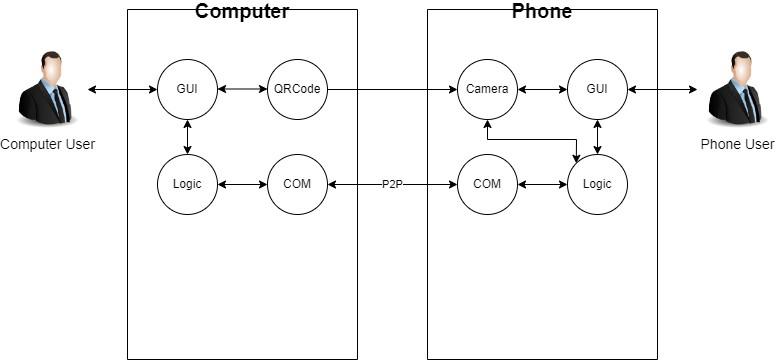 Computer
Phone
GUI
QRCode
Camera
GUI
Computer User
Phone User
Logic
COM
P2P
COM
Logic